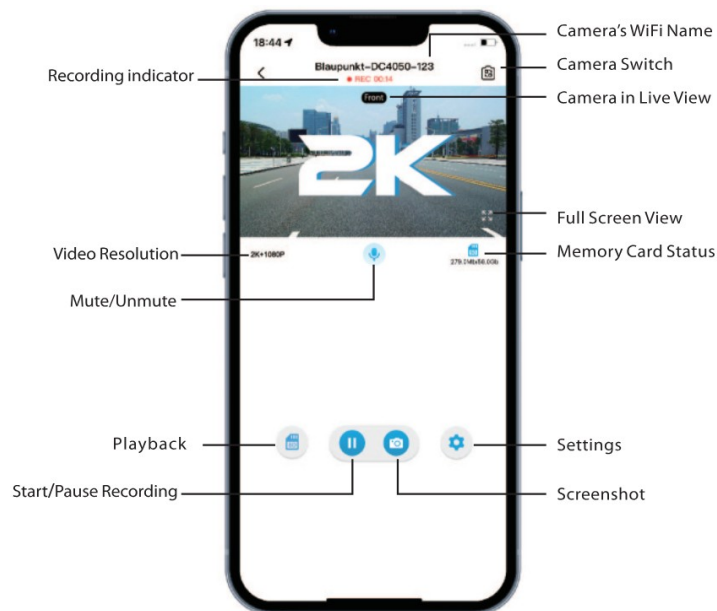 18:44
Blaupunkt-DC4050-123
REC 00:14
Front
2K
2K+1080P
Camera's WiFi Name
Camera Switch
Camera in Live View
Full Screen View
Memory Card Status
Settings
Screenshot
Recording indicator
Video Resolution
Mute/Unmute
Playback
Start/Pause Recording